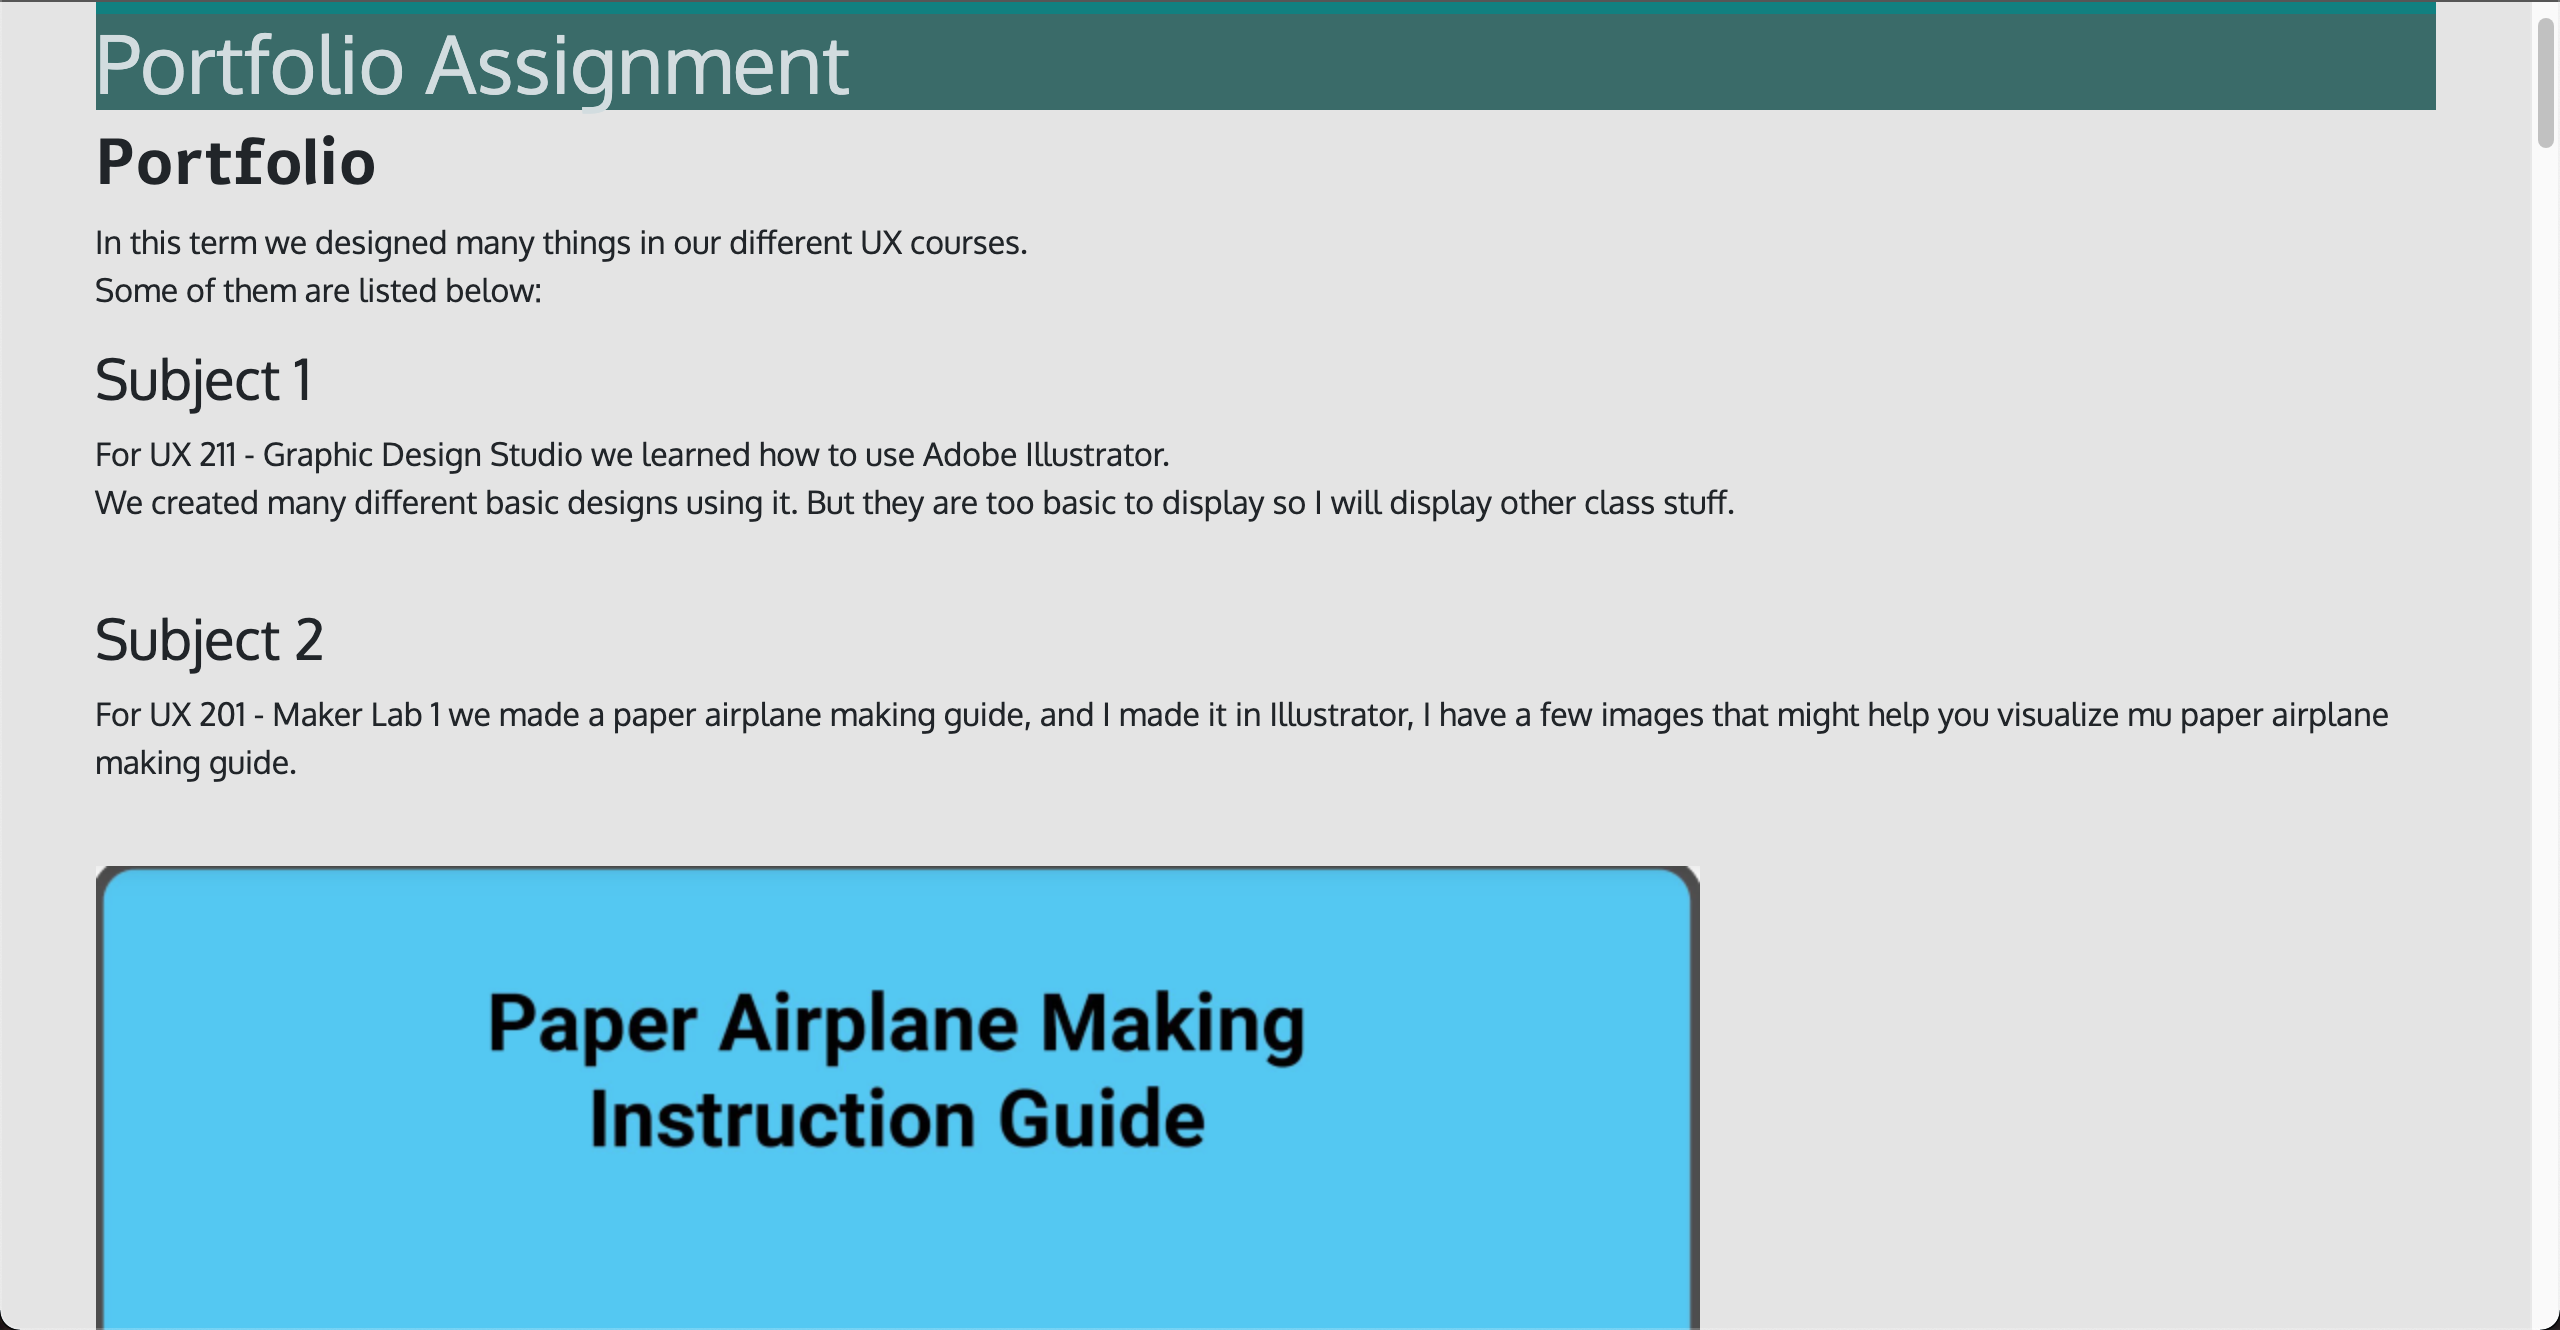 Portfolio Assignment
Portfolio
In this term we designed many things in our different UX courses.
Some of them are listed below:
Subject 1
For UX 211 - Graphic Design Studio we learned how to use Adobe Illustrator.
We created many different basic designs using it. But they are too basic to display so I will display other class stuff.
Subject 2
For UX 201 - Maker Lab 1 we made a paper airplane making guide, and I made it in Illustrator, I have a few images that might help you visualize mu paper airplane
making guide.
Paper Airplane Making
Instruction Guide